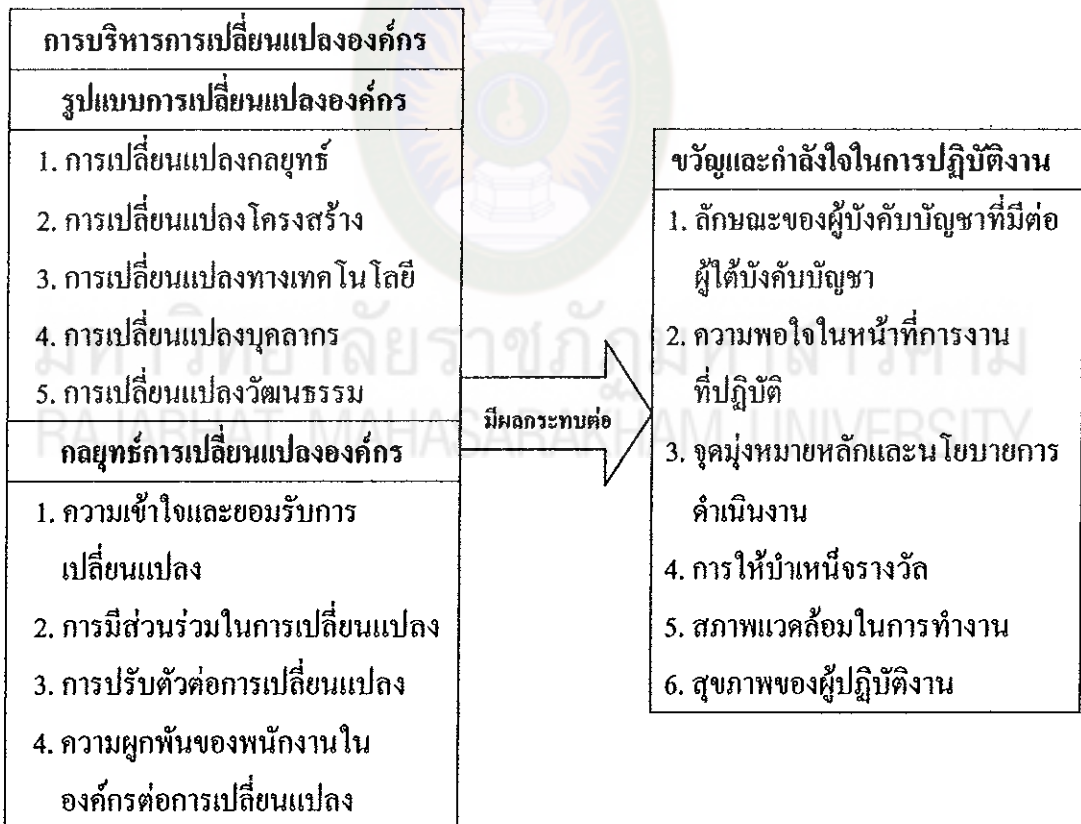 การบริหารการเปลี่ยนแปลงองค์กร
รูปแบบการเปลี่ยนแปลงองค์กร
1. การเปลี่ยนแปลงกลยุทธ์
2. การเปลี่ยนแปลงโครงสร้าง
3. การเปลี่ยนแปลงทางเทคโนโลยี
4. การเปลี่ยนแปลงบุคลากร
5. การเปลี่ยนแปลงวัฒนธรรม
กลยุทธ์การเปลี่ยนแปลงองค์กร
1. ความเข้าใจและยอมรับการ
เปลี่ยนแปลง
2. การมีส่วนร่วมในการเปลี่ยนแปลง
3. การปรับตัวต่อการเปลี่ยนแปลง
4. ความผูกพันของพนักงานใน
องค์กรต่อการเปลี่ยนแปลง
มีผลกระทบต่อ
ขวัญและกำลังใจในการปฏิบัติงาน
1. ลักษณะของผู้บังคับบัญชาที่มีต่อ
ผู้ใต้บังคับบัญชา
2. ความพอใจในหน้าที่การงาน
ที่ปฏิบัติ
3. จุดมุ่งหมายหลักและนโยบายการ
ดำเนินงาน
4. การให้บำเหน็จรางวัล
5. สภาพแวดล้อมในการทำงาน
6. สุขภาพของผู้ปฏิบัติงาน
มหาวิทยาลัยราชภัฏมหาสารคาม
RAJABHAT MAHASARAKHAM UNIVERSITY